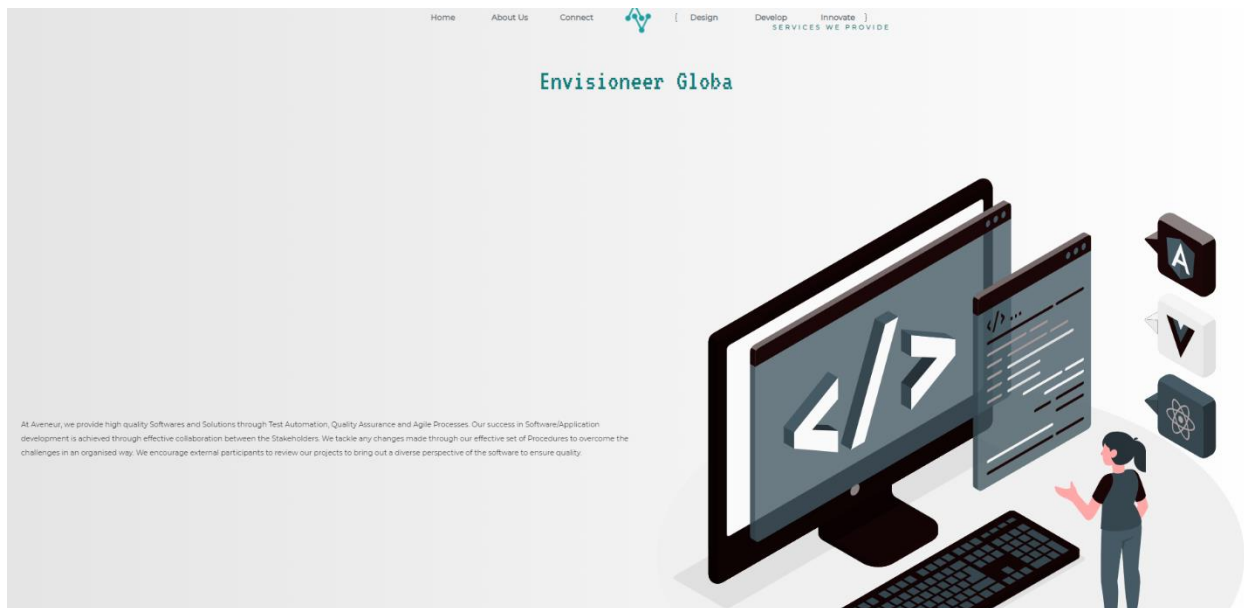 Home About Us Connect { Design Develop Innovate }
SERVICES WE PROVIDE
Envisioneer Globa
</>...
</>
A
At Aveneur, we provide high quality Softwares and Solutions through Test Automation, Quality Assurance and Agile Processes. Our success in Software/Application
development is achieved through effective collaboration between the Stakeholders. We tackle any changes made through our effective set of Procedures to overcome the
challenges in an organised way. We encourage external participants to review our projects to bring out a diverse perspective of the software to ensure quality.